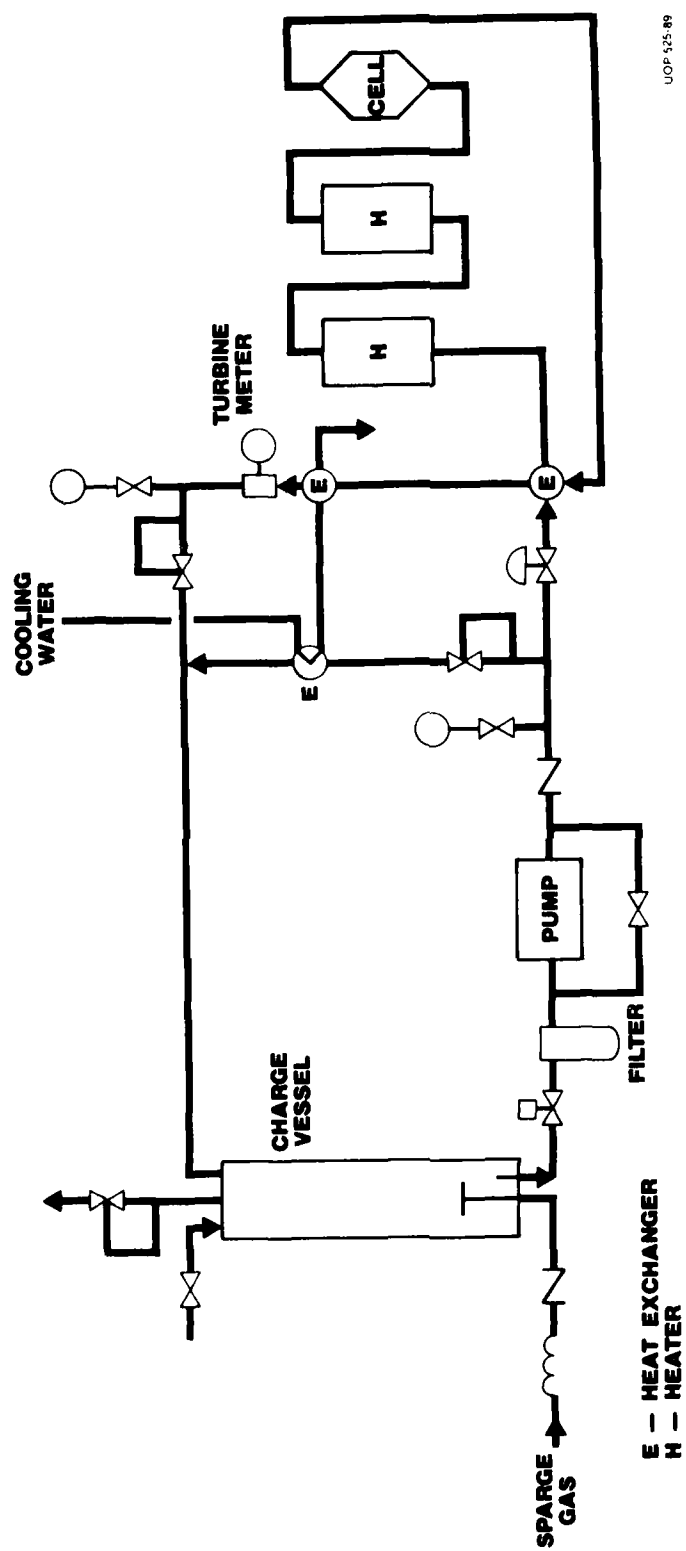 COOLING
WATER
TURBINE
METER
CELL
H
H
E
E
E
CHARGE
VESSEL
PUMP
FILTER
SPARGE
GAS
E — HEAT EXCHANGER
H — HEATER
UOP 525-89